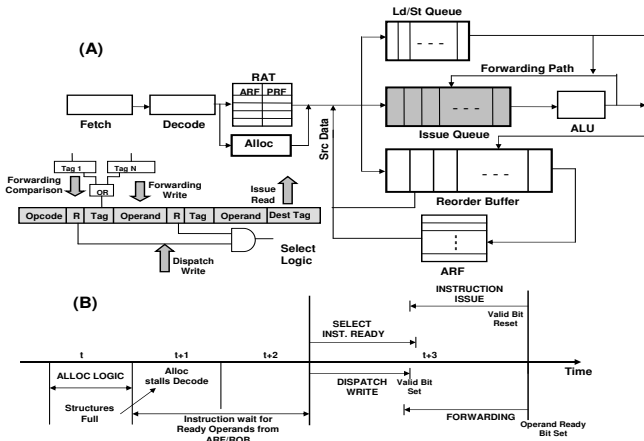 (A)
Ld/St Queue
Forwarding Path
RAT
ARF PRF
Fetch
Decode
Alloc
Src Data
Issue Queue
ALU
Tag 1
Tag N
OR
Forwarding
Comparison
Forwarding
Write
Issue
Read
Reorder Buffer
Opcode R Tag Operand R Tag Operand Dest Tag
Dispatch
Write
Select
Logic
ARF
(B)
INSTRUCTION
ISSUE
Valid Bit
Reset
SELECT
INST. READY
t
t+1
t+2
t+3
Time
ALLOC LOGIC
Alloc
stalls Decode
DISPATCH
WRITE
Valid Bit
Set
Structures
Full
Instruction wait for
Ready Operands from
ARF/ROB
FORWARDING
Operand Ready
Bit Set